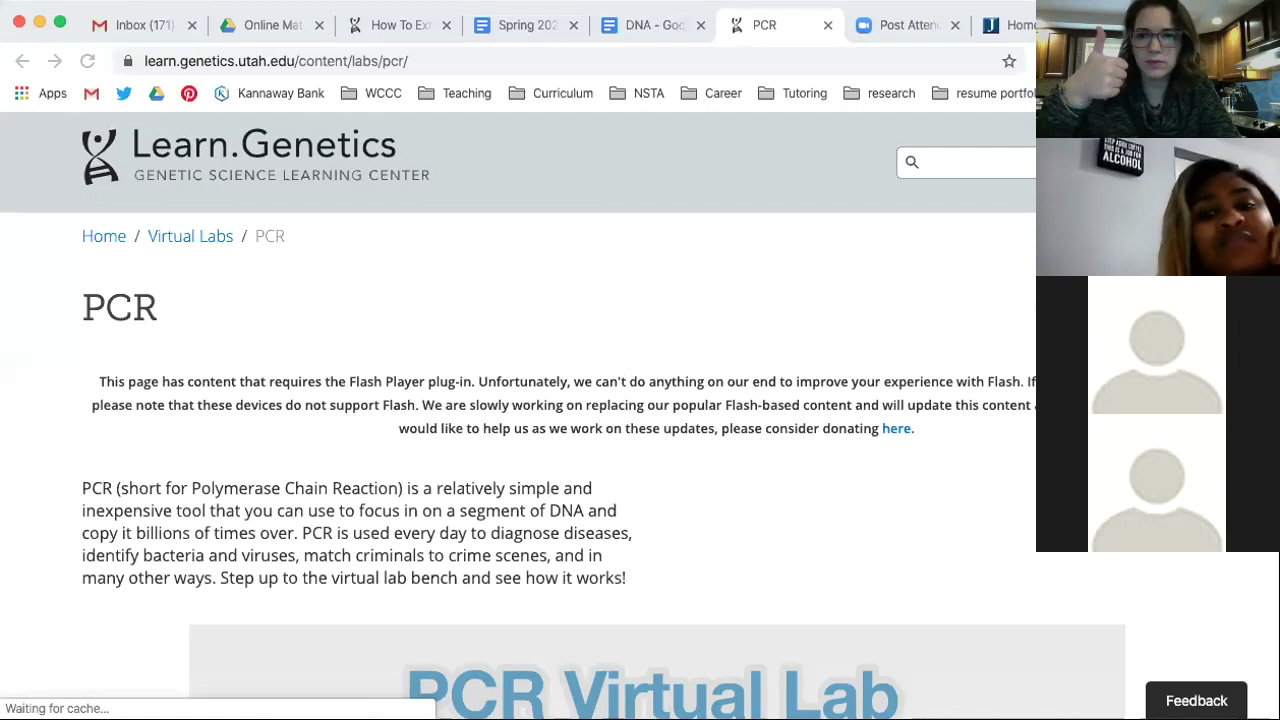 Inbox (171)
Online Mat
How To Ext
Spring 202
DNA - Goo
PCR
Post Atten
Hom
learn.genetics.utah.edu/content/labs/pcr/
Apps
Kannaway Bank
WCCC
Teaching
Curriculum
NSTA
Career
Tutoring
research
resume portfol
Learn.Genetics
GENETIC SCIENCE LEARNING CENTER
STEP ASIDE COFFEE
THIS IS A JOB FOR
ALCOHOL
Home / Virtual Labs / PCR
PCR
This page has content that requires the Flash Player plug-in. Unfortunately, we can't do anything on our end to improve your experience with Flash. If
please note that these devices do not support Flash. We are slowly working on replacing our popular Flash-based content and will update this content
would like to help us as we work on these updates, please consider donating here.
PCR (short for Polymerase Chain Reaction) is a relatively simple and
inexpensive tool that you can use to focus in on a segment of DNA and
copy it billions of times over. PCR is used every day to diagnose diseases,
identify bacteria and viruses, match criminals to crime scenes, and in
many other ways. Step up to the virtual lab bench and see how it works!
PCR Virtual Lab
Waiting for cache...
Feedback